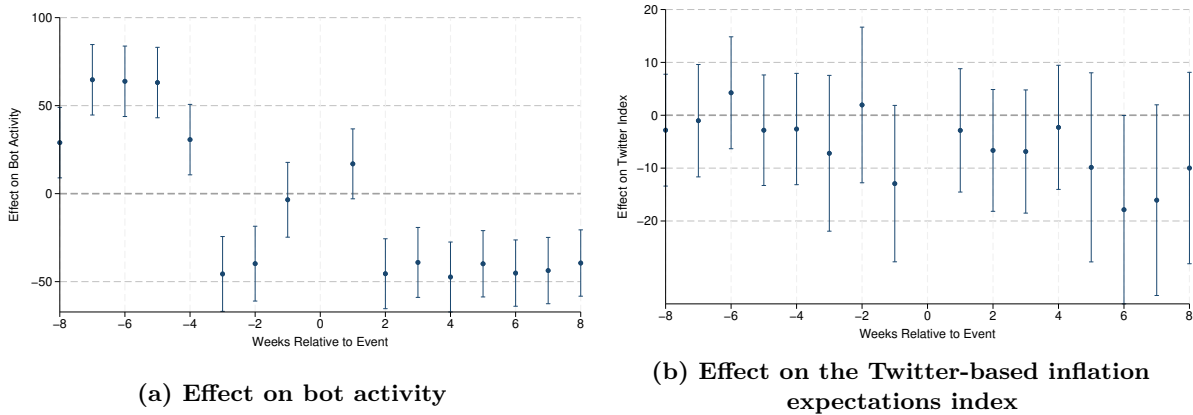 100
50
0
−50
Effect on Bot Activity
−8 −6 −4 −2 0 2 4 6 8
Weeks Relative to Event
(a) Effect on bot activity
20
10
0
−10
−20
Effect on Twitter Index
−8 −6 −4 −2 0 2 4 6 8
Weeks Relative to Event
(b) Effect on the Twitter-based inflation
expectations index